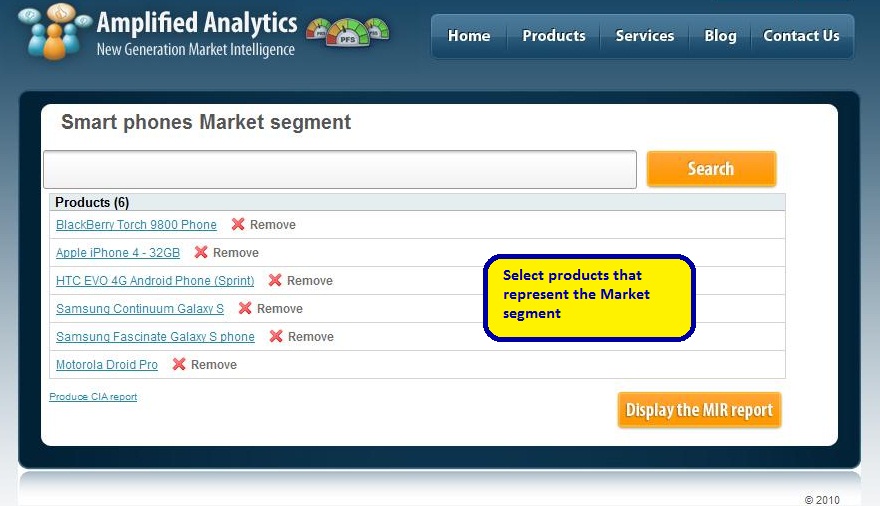 Amplified Analytics
New Generation Market Intelligence
PFS
Home Products Services Blog Contact Us
Smart phones Market segment
Search
Products (6)
BlackBerry Torch 9800 Phone Remove
Apple iPhone 4 - 32GB Remove
HTC EVO 4G Android Phone (Sprint) Remove
Samsung Continuum Galaxy S Remove
Samsung Fascinate Galaxy S phone Remove
Motorola Droid Pro Remove
Select products that
represent the Market
segment
Produce CIA report
Display the MIR report
© 2010